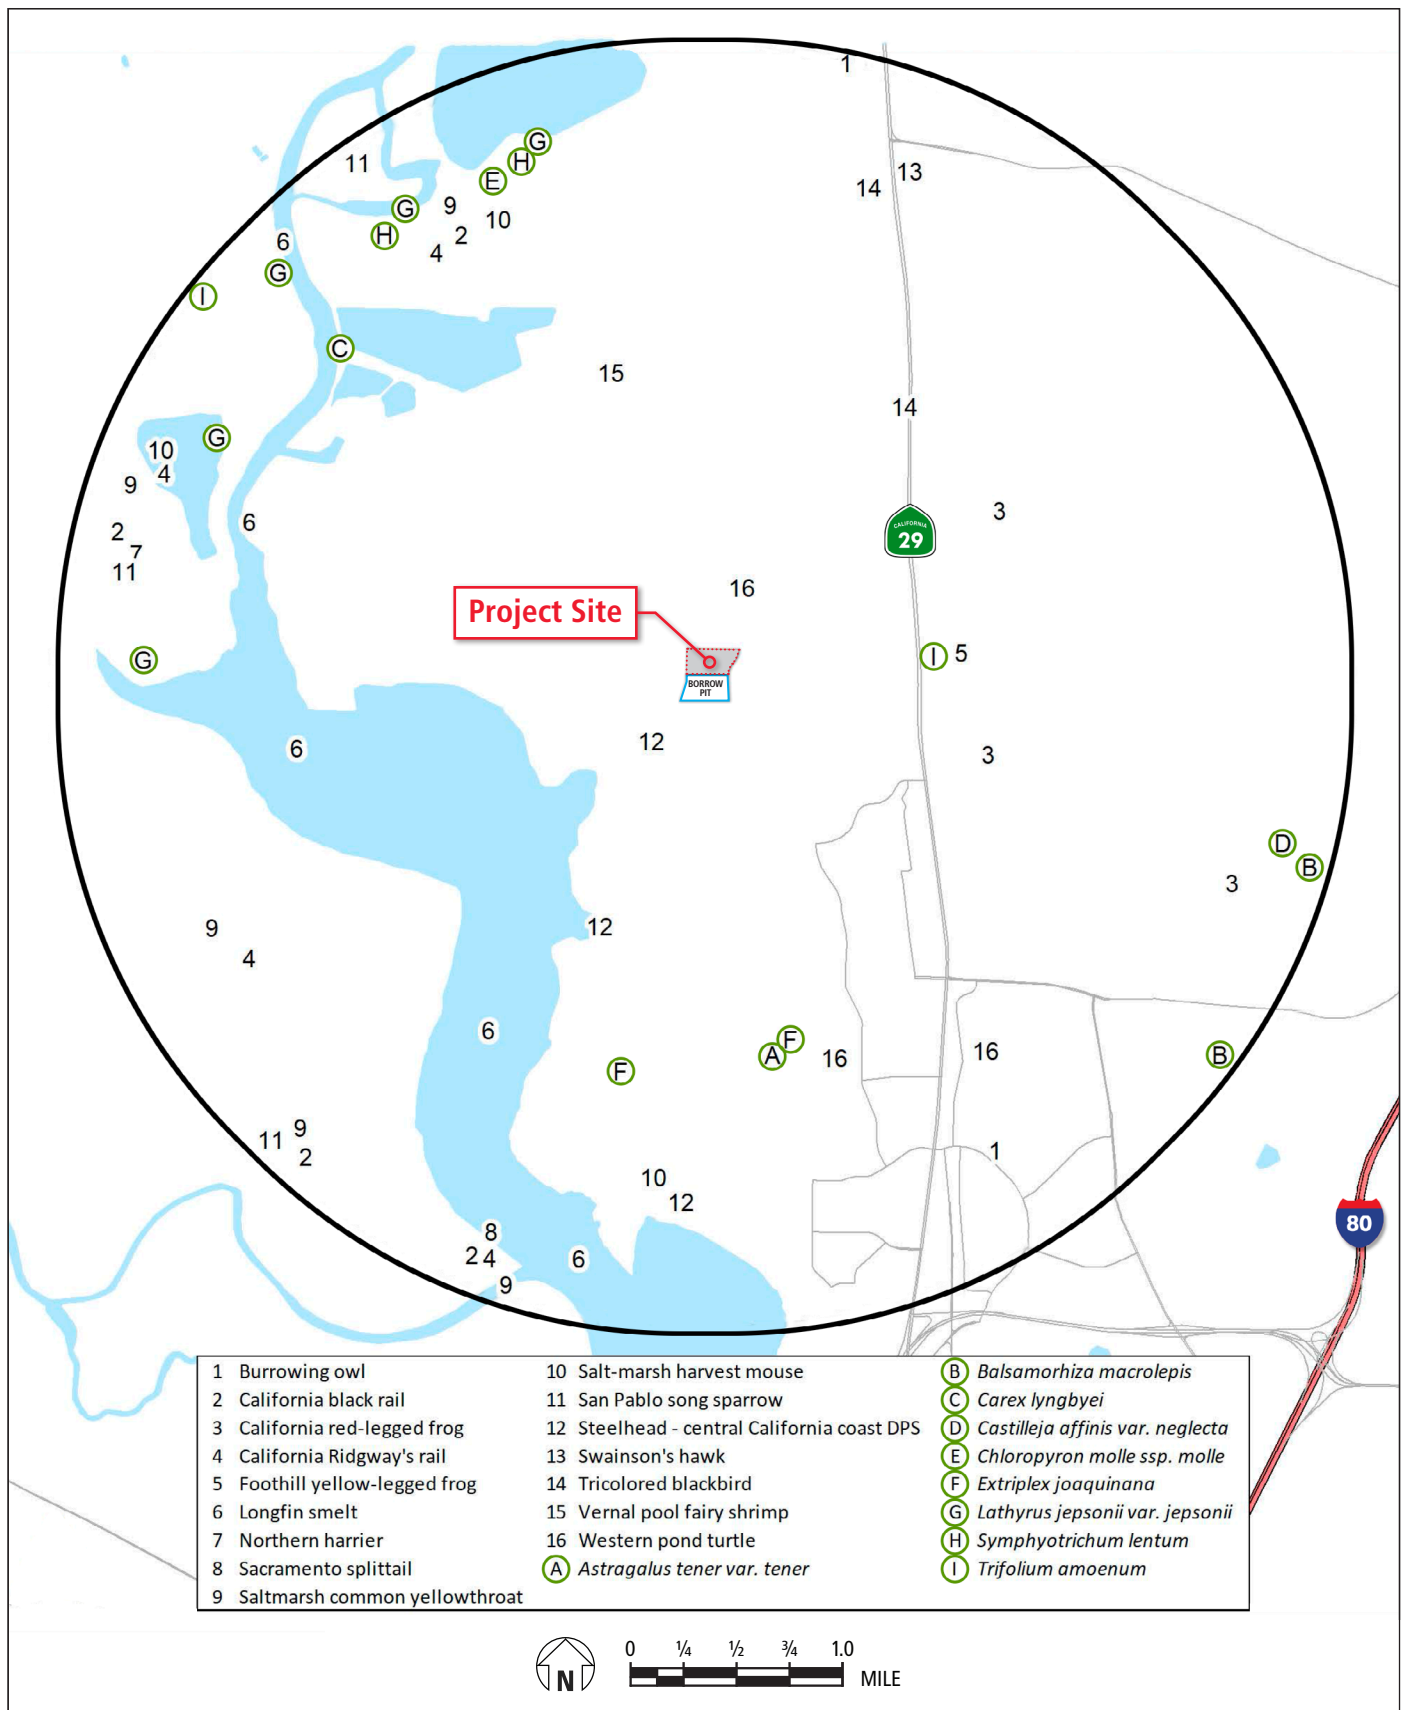 1
13
14
11
G
H
E
G
9
10
H
2
4
6
G
I
C
15
14
10
G
4
9
3
6
2
7
11
CALIFORNIA
29
16
Project Site
BORROW
PIT
I
5
G
12
6
3
D
B
3
9
12
4
6
F
A
16
16
B
F
9
11
2
1
10
12
8
2
4
6
9
80
1 Burrowing owl
2 California black rail
3 California red-legged frog
4 California Ridgway's rail
5 Foothill yellow-legged frog
6 Longfin smelt
7 Northern harrier
8 Sacramento splittail
9 Saltmarsh common yellowthroat
10 Salt-marsh harvest mouse
11 San Pablo song sparrow
12 Steelhead - central California coast DPS
13 Swainson's hawk
14 Tricolored blackbird
15 Vernal pool fairy shrimp
16 Western pond turtle
A Astragalus tener var. tener
B Balsamorhiza macrolepis
C Carex lyngbyei
D Castilleja affinis var. neglecta
E Chloropyron molle ssp. molle
F Extriplex joaquinana
G Lathyrus jepsonii var. jepsonii
H Symphyotrichum lentum
I Trifolium amoenum
N
0 ¼ ½ ¾ 1.0
MILE